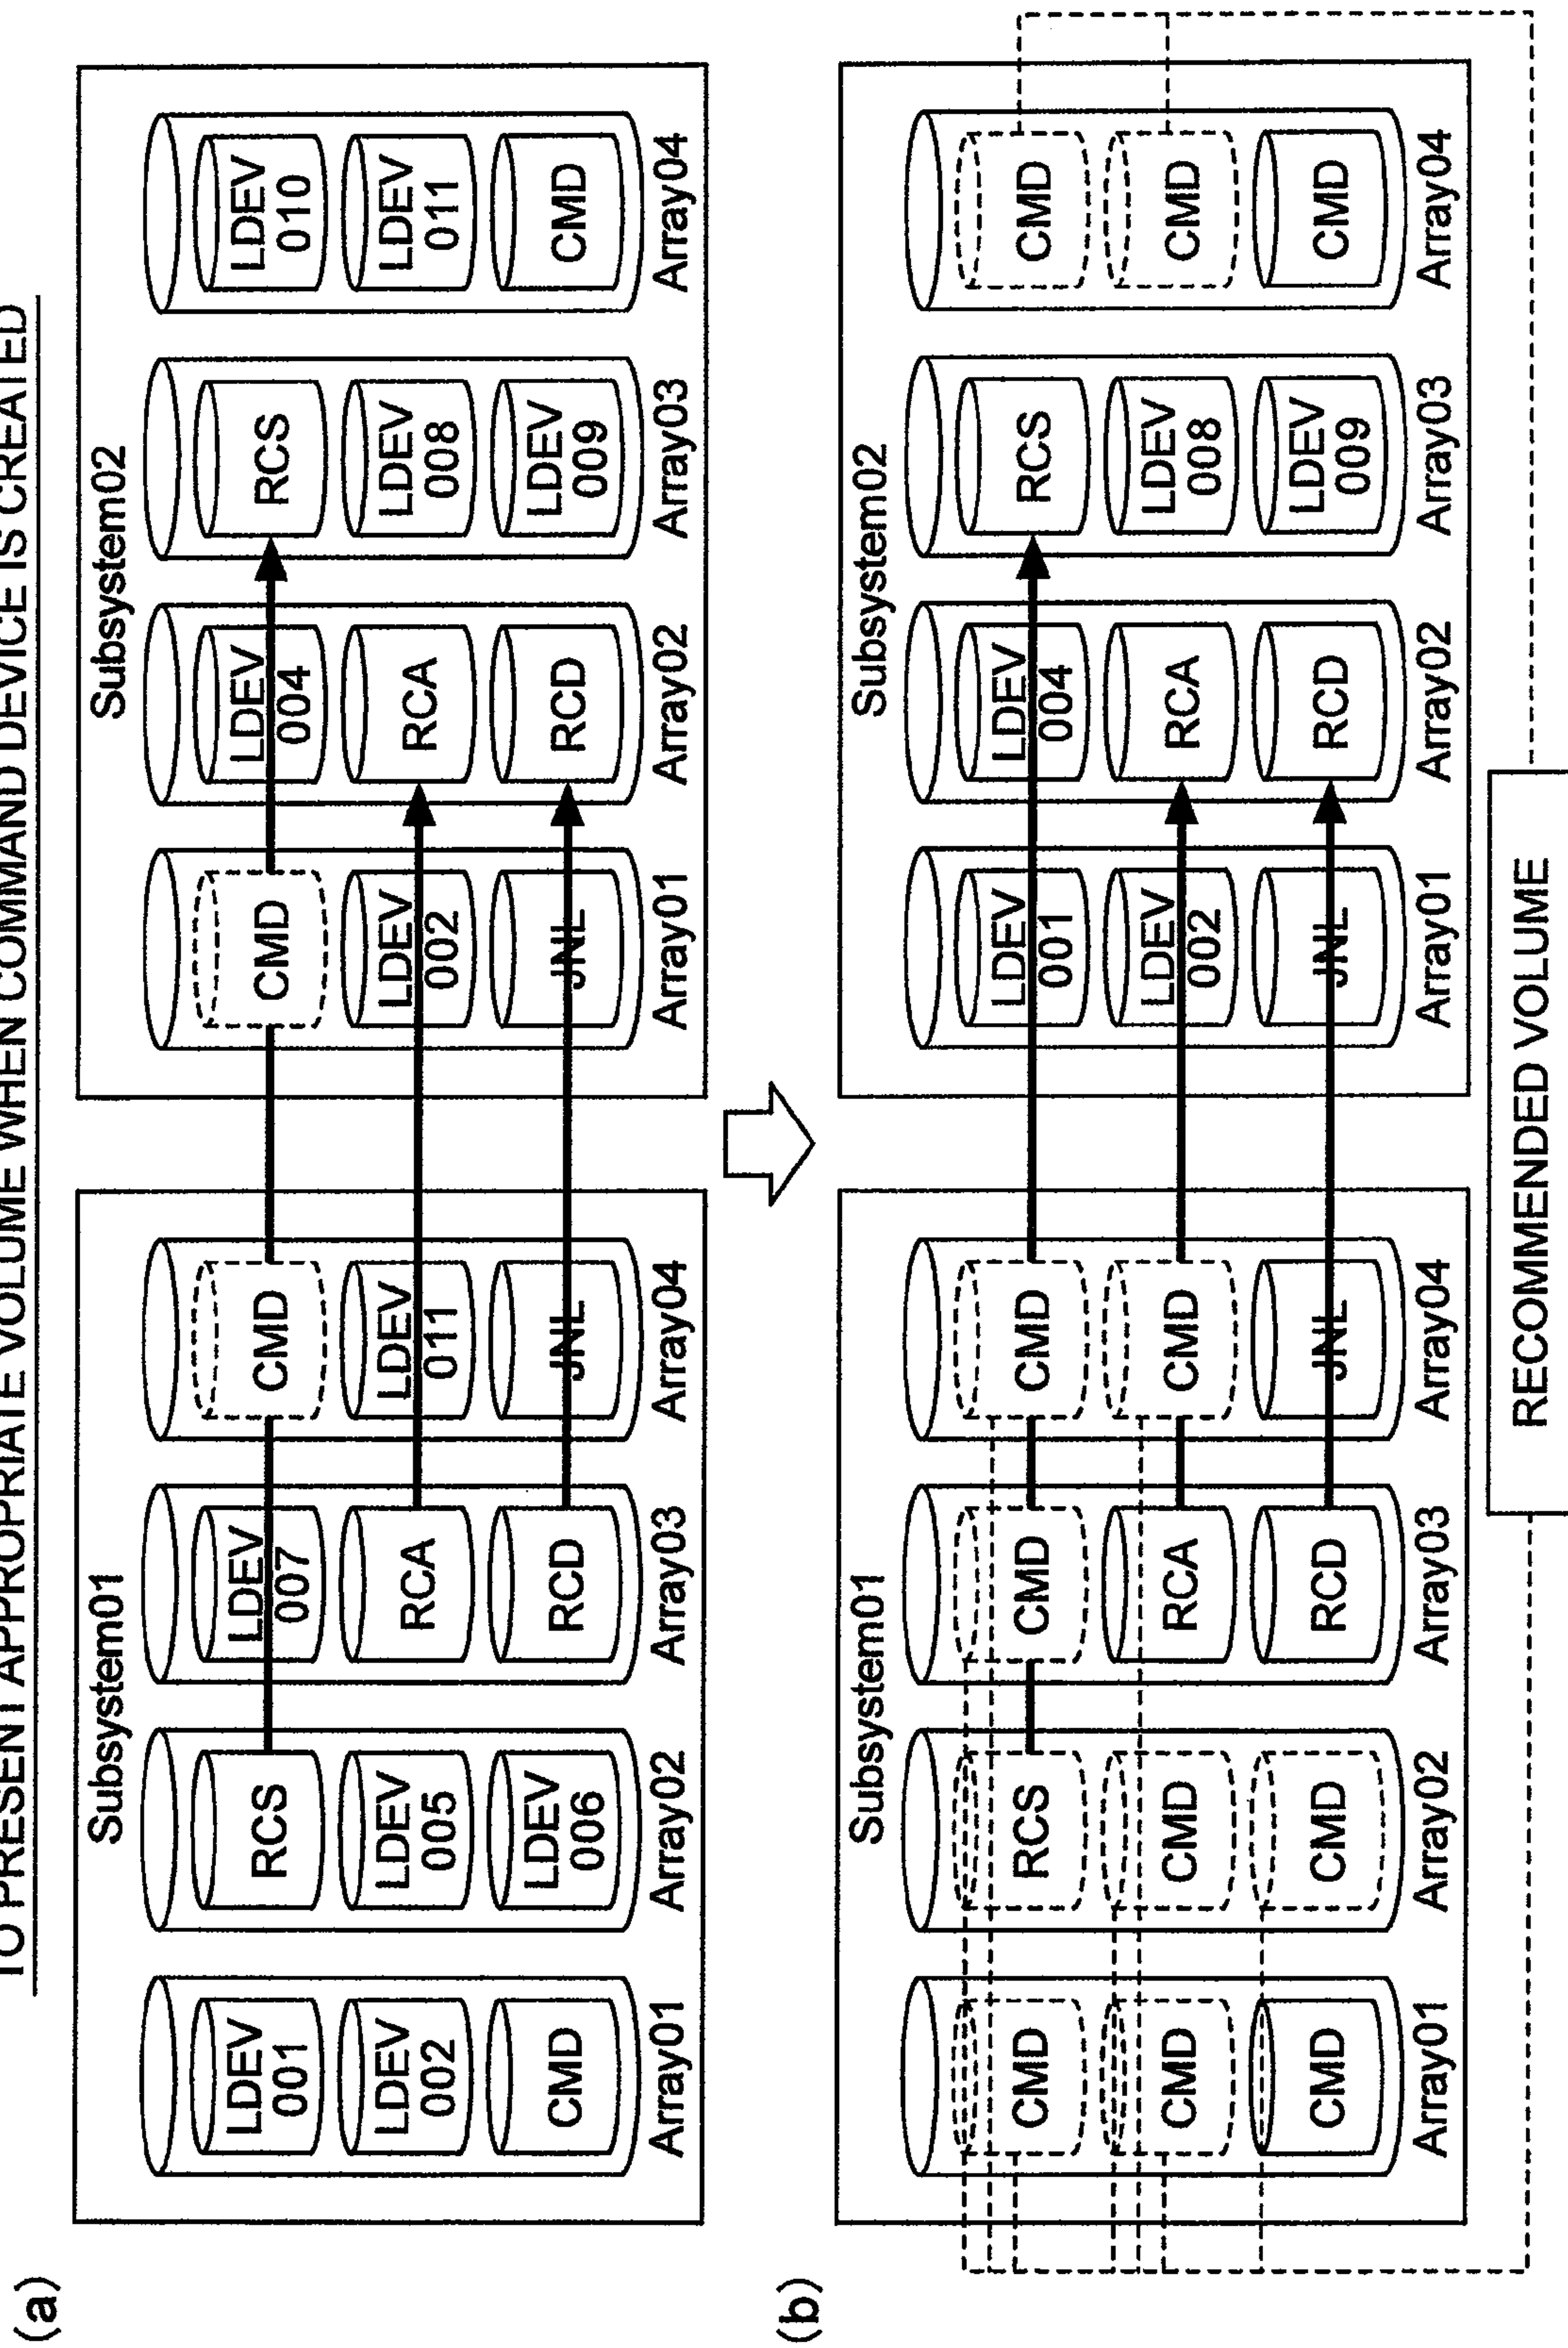 TO PRESENT APPROPRIATE VOLUME WHEN COMMAND DEVICE IS CREATED
(a)
Subsystem01
LDEV
001
LDEV
002
CMD
Array01
RCS
LDEV
005
LDEV
006
Array02
LDEV
007
RCA
RCD
Array03
CMD
LDEV
011
JNL
Array04
Subsystem02
CMD
LDEV
002
JNL
Array01
LDEV
004
RCA
RCD
Array02
RCS
LDEV
008
LDEV
009
Array03
LDEV
010
LDEV
011
CMD
Array04
(b)
Subsystem01
CMD
CMD
CMD
Array01
RCS
CMD
CMD
Array02
CMD
RCA
RCD
Array03
CMD
CMD
JNL
Array04
Subsystem02
LDEV
001
LDEV
002
JNL
Array01
LDEV
004
RCA
RCD
Array02
RCS
LDEV
008
LDEV
009
Array03
CMD
CMD
CMD
Array04
RECOMMENDED VOLUME